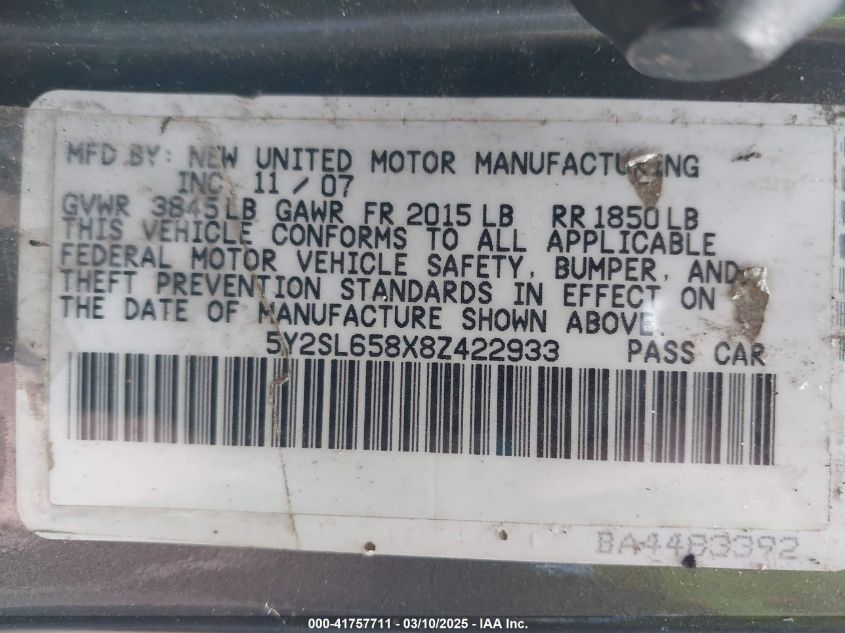 MFD BY: NEW UNITED MOTOR MANUFACTURING
INC 11 / 07
GVWR 3845 LB GAWR FR 2015 LB RR 1850 LB
THIS VEHICLE CONFORMS TO ALL APPLICABLE
FEDERAL MOTOR VEHICLE SAFETY, BUMPER, AND
THEFT PREVENTION STANDARDS IN EFFECT ON
THE DATE OF MANUFACTURE SHOWN ABOVE.
5Y2SL658X8Z422933 PASS CAR
BA4483392
000-41757711 - 03/10/2025 - IAA Inc.